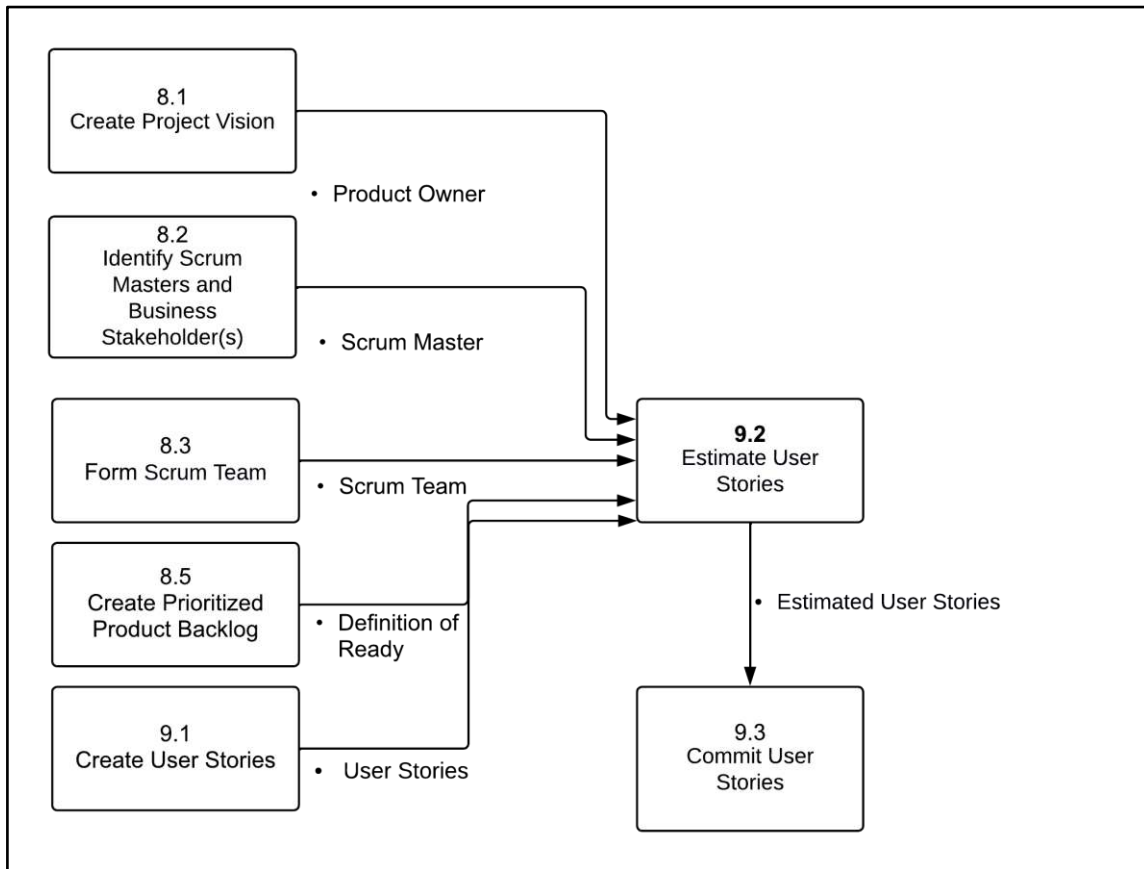 8.1
Create Project Vision
• Product Owner
8.2
Identify Scrum
Masters and
Business
Stakeholder(s)
• Scrum Master
8.3
Form Scrum Team
• Scrum Team
9.2
Estimate User
Stories
8.5
Create Prioritized
Product Backlog
• Definition of
Ready
• Estimated User Stories
9.1
Create User Stories
• User Stories
9.3
Commit User
Stories